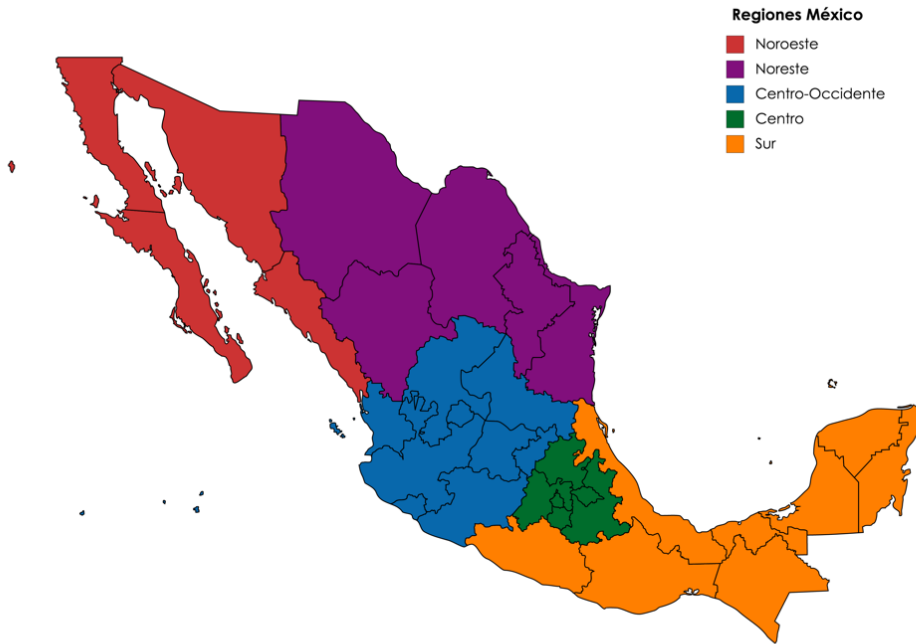 Regiones México
Noroeste
Noreste
Centro-Occidente
Centro
Sur